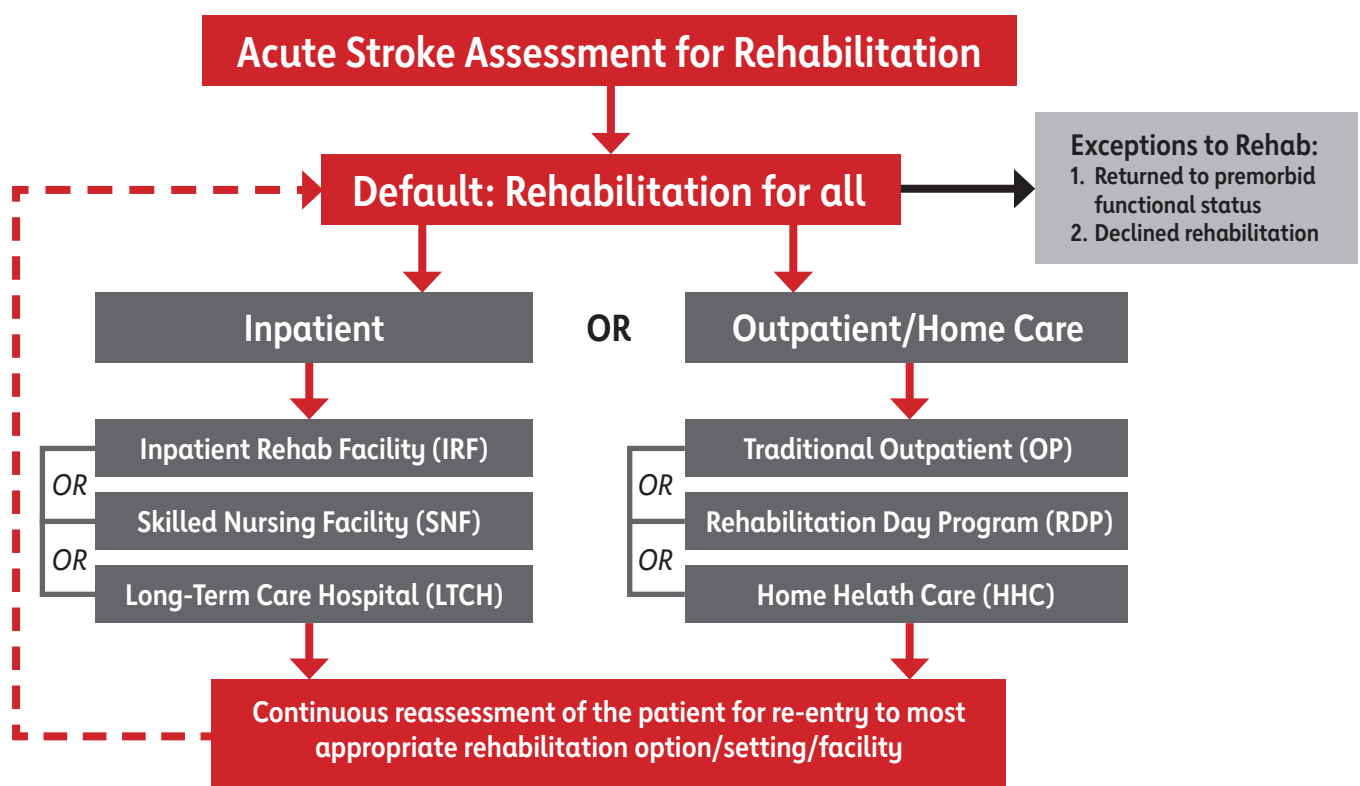 Acute Stroke Assessment for Rehabilitation
Default: Rehabilitation for all
Exceptions to Rehab:
1. Returned to premorbid
functional status
2. Declined rehabilitation
Inpatient
OR
Outpatient/Home Care
Inpatient Rehab Facility (IRF)
OR
Skilled Nursing Facility (SNF)
OR
Long-Term Care Hospital (LTCH)
Traditional Outpatient (OP)
OR
Rehabilitation Day Program (RDP)
OR
Home Helath Care (HHC)
Continuous reassessment of the patient for re-entry to most
appropriate rehabilitation option/setting/facility